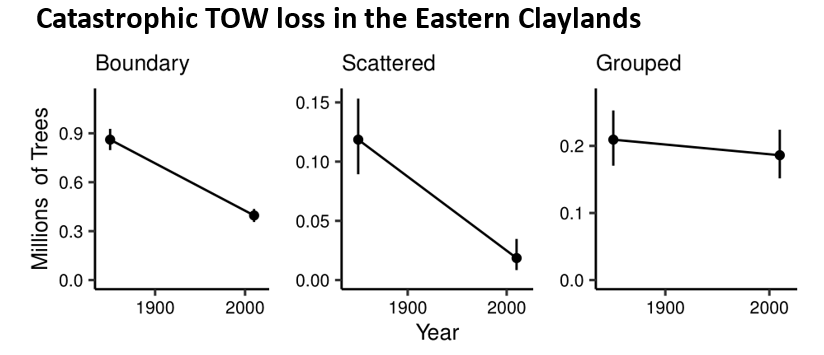 Catastrophic TOW loss in the Eastern Claylands
Boundary
Scattered
Grouped
Millions of Trees
0.9
0.6
0.3
0.0
1900
2000
0.15
0.10
0.05
0.00
1900
2000
0.2
0.1
0.0
1900
2000
Year